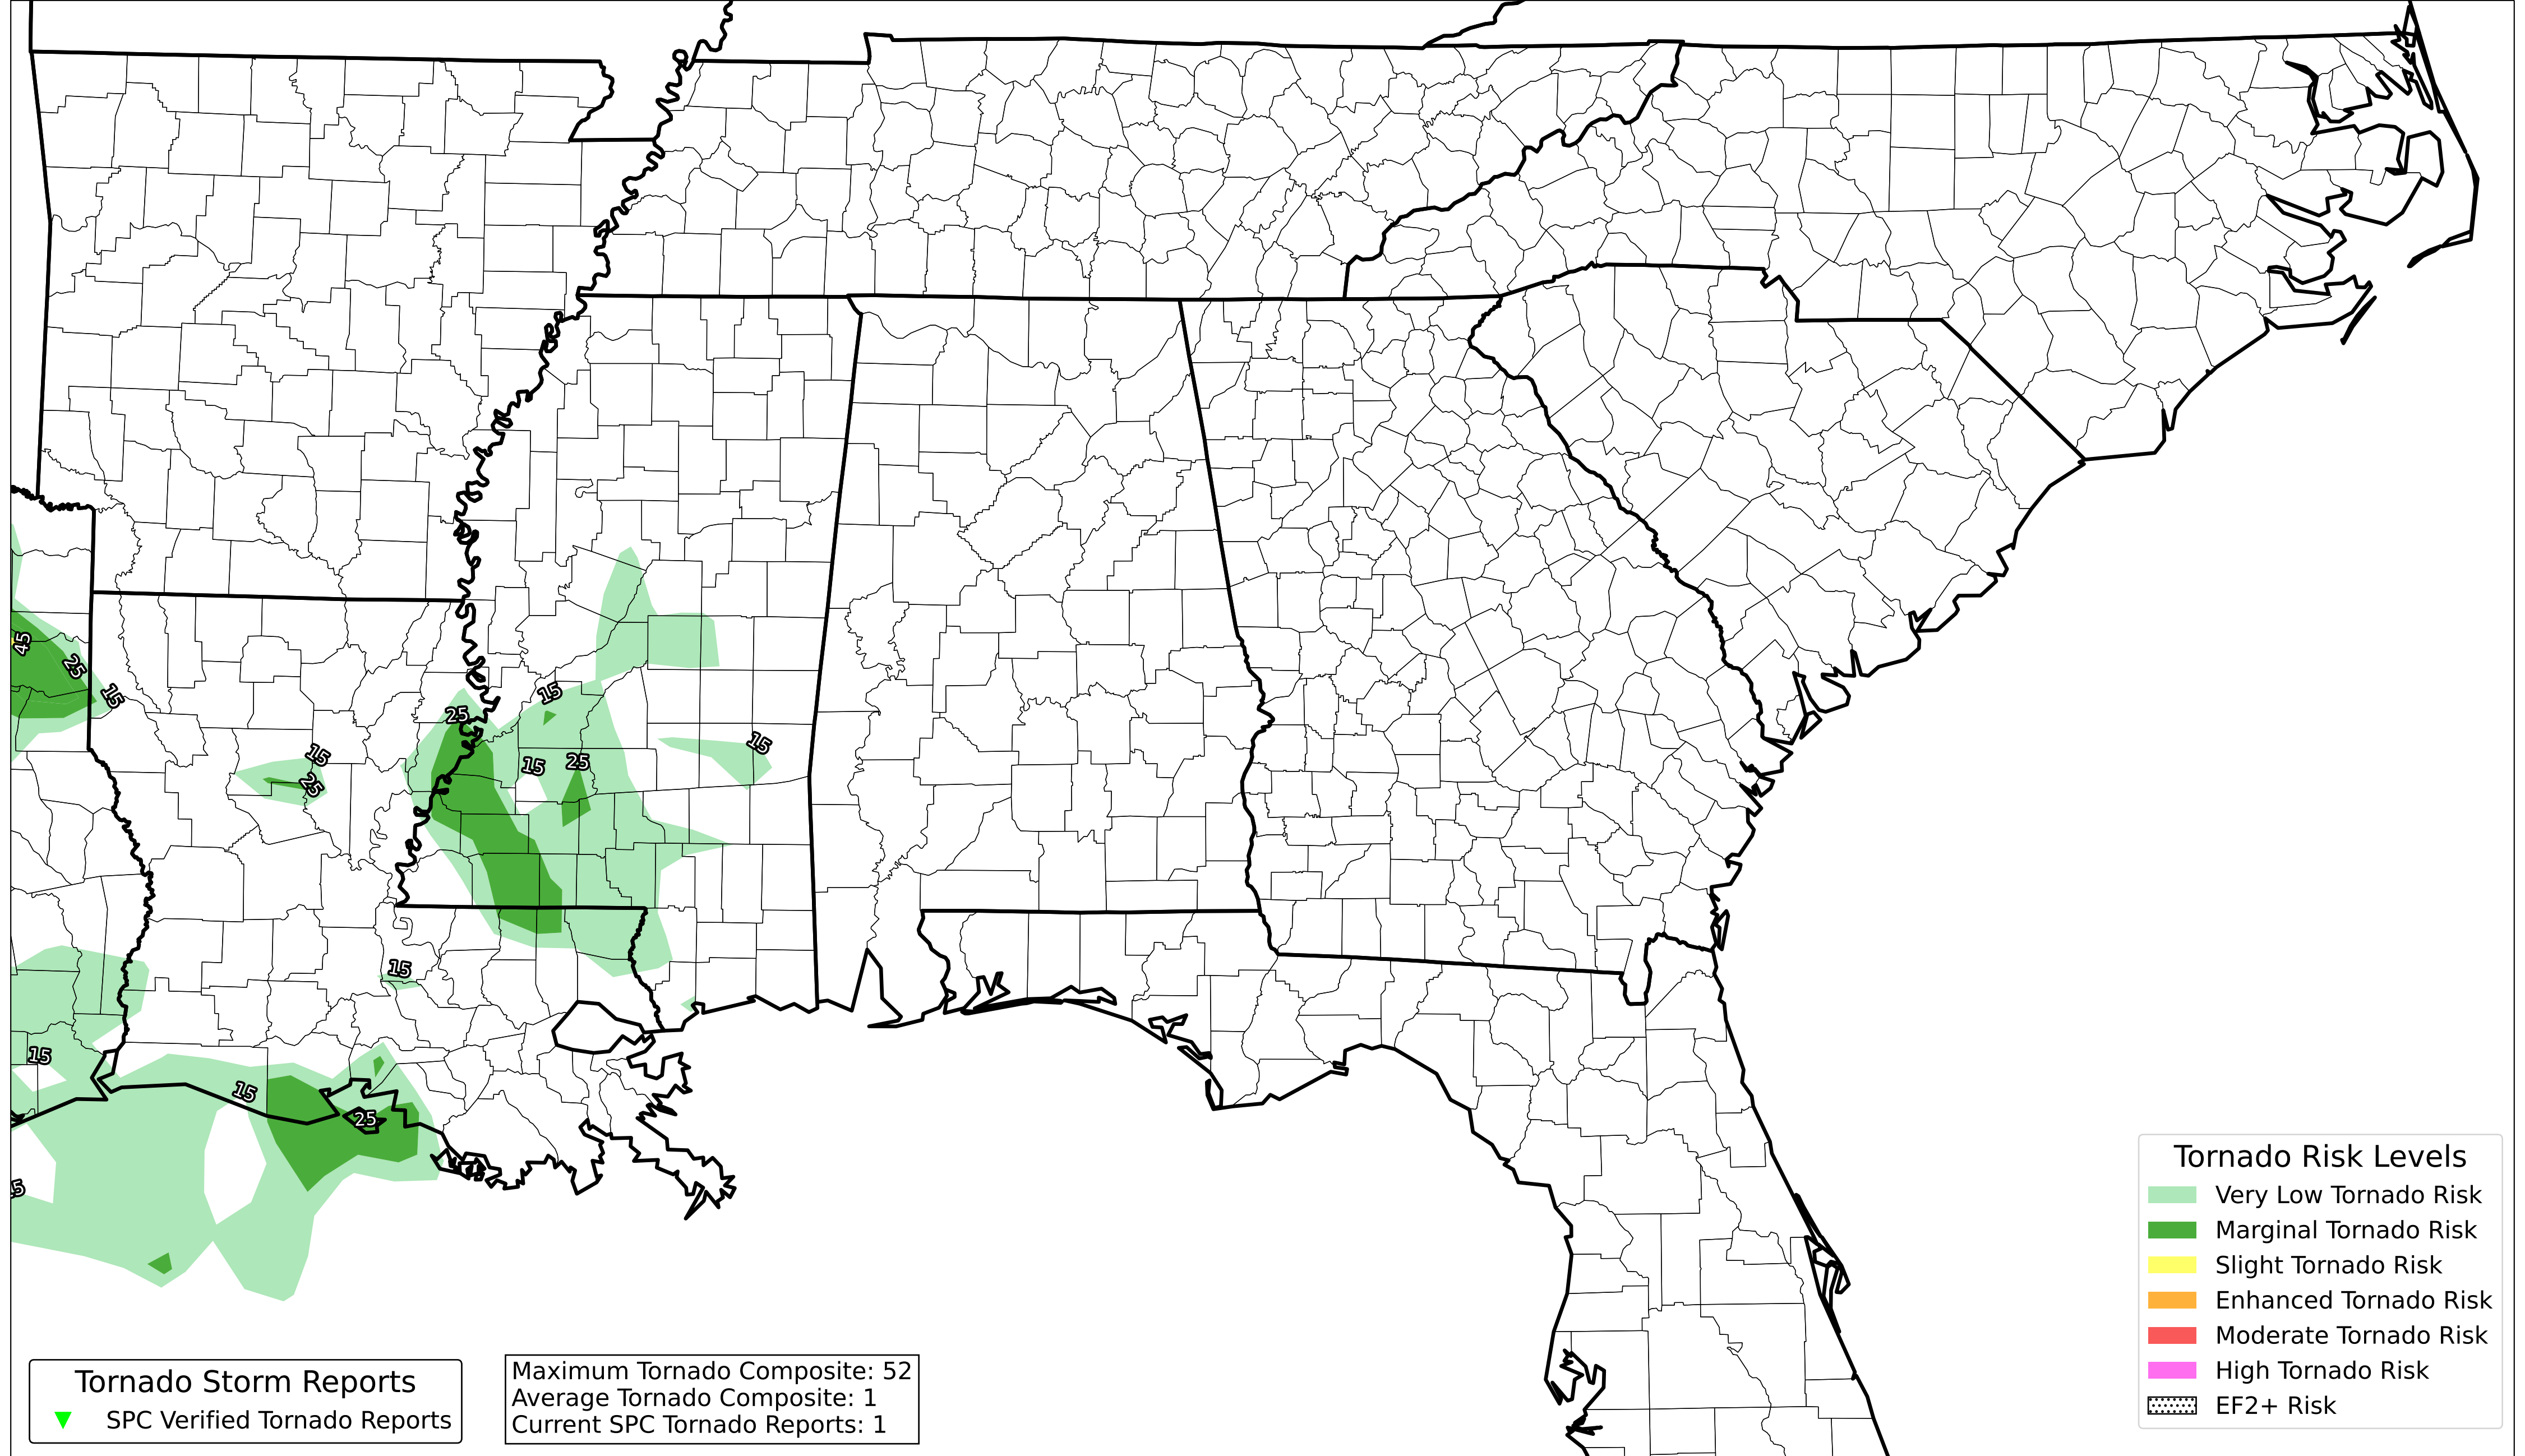 45
25
15
15
25
25
15
15
25
15
15
15
15
25
5
Tornado Storm Reports
SPC Verified Tornado Reports
Maximum Tornado Composite: 52
Average Tornado Composite: 1
Current SPC Tornado Reports: 1
Tornado Risk Levels
Very Low Tornado Risk
Marginal Tornado Risk
Slight Tornado Risk
Enhanced Tornado Risk
Moderate Tornado Risk
High Tornado Risk
EF2+ Risk